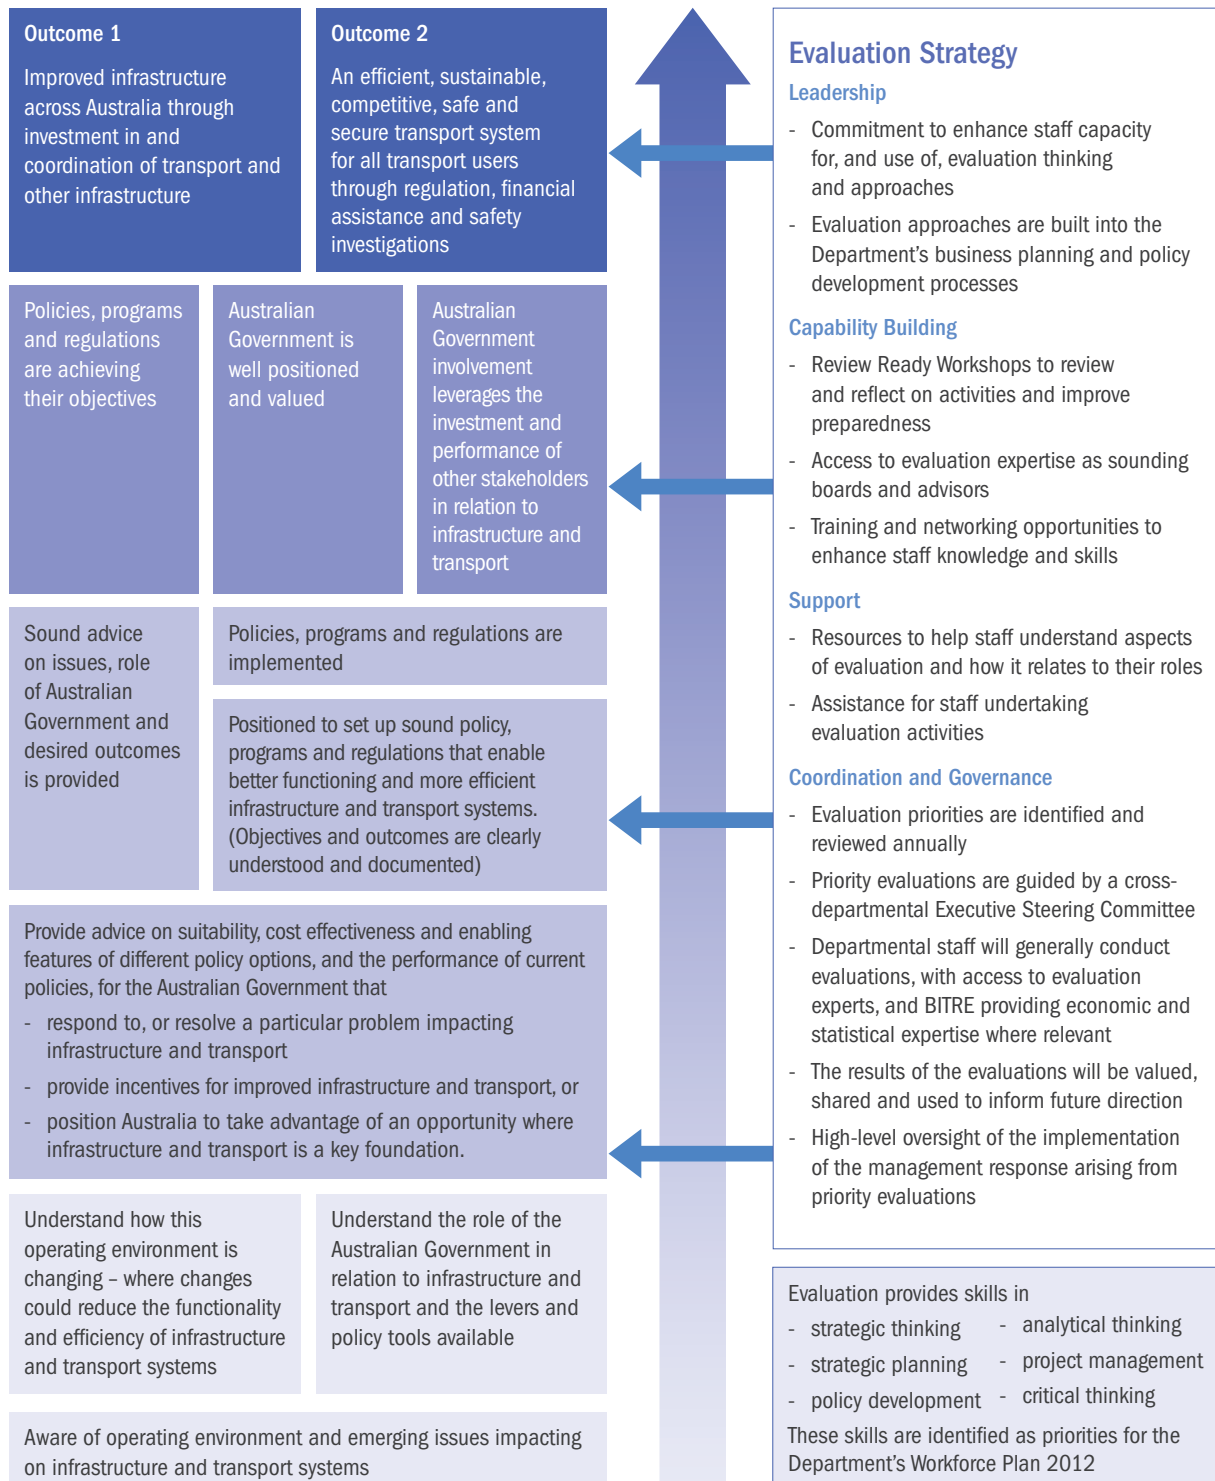 Outcome 1
Improved infrastructure
across Australia through
investment in and
coordination of transport and
other infrastructure
Outcome 2
An efficient, sustainable,
competitive, safe and
secure transport system
for all transport users
through regulation, financial
assistance and safety
investigations
Policies, programs
and regulations
are achieving
their objectives
Australian
Government is
well positioned
and valued
Australian
Government
involvement
leverages the
investment and
performance of
other stakeholders
in relation to
infrastructure and
transport
Sound advice
on issues, role
of Australian
Government and
desired outcomes
is provided
Policies, programs and regulations are
implemented
Positioned to set up sound policy,
programs and regulations that enable
better functioning and more efficient
infrastructure and transport systems.
(Objectives and outcomes are clearly
understood and documented)
Provide advice on suitability, cost effectiveness and enabling
features of different policy options, and the performance of current
policies, for the Australian Government that
- respond to, or resolve a particular problem impacting
infrastructure and transport
- provide incentives for improved infrastructure and transport, or
- position Australia to take advantage of an opportunity where
infrastructure and transport is a key foundation.
Understand how this
operating environment is
changing – where changes
could reduce the functionality
and efficiency of infrastructure
and transport systems
Understand the role of the
Australian Government in
relation to infrastructure and
transport and the levers and
policy tools available
Aware of operating environment and emerging issues impacting
on infrastructure and transport systems
Evaluation Strategy
Leadership
- Commitment to enhance staff capacity
for, and use of, evaluation thinking
and approaches
- Evaluation approaches are built into the
Department's business planning and policy
development processes
Capability Building
- Review Ready Workshops to review
and reflect on activities and improve
preparedness
- Access to evaluation expertise as sounding
boards and advisors
- Training and networking opportunities to
enhance staff knowledge and skills
Support
- Resources to help staff understand aspects
of evaluation and how it relates to their roles
- Assistance for staff undertaking
evaluation activities
Coordination and Governance
- Evaluation priorities are identified and
reviewed annually
- Priority evaluations are guided by a cross-
departmental Executive Steering Committee
- Departmental staff will generally conduct
evaluations, with access to evaluation
experts, and BITRE providing economic and
statistical expertise where relevant
- The results of the evaluations will be valued,
shared and used to inform future direction
- High-level oversight of the implementation
of the management response arising from
priority evaluations
Evaluation provides skills in
- strategic thinking
- strategic planning
- policy development
- analytical thinking
- project management
- critical thinking
These skills are identified as priorities for the
Department's Workforce Plan 2012